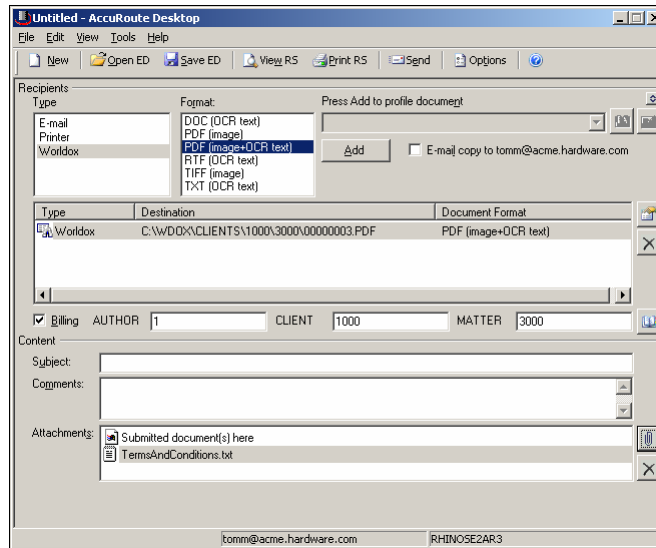 Untitled - AccuRoute Desktop
File Edit View Tools Help
New Open ED Save ED View RS Print RS Send Options
Recipients
Type Format: Press Add to profile document
E-mail
Printer
Worldox
DOC (OCR text)
PDF (image)
PDF (image+OCR text)
RTF (OCR text)
TIFF (image)
TXT (OCR text)
Add E-mail copy to tomm@acme.hardware.com
Type Destination Document Format
Worldox C:\WDOX\CLIENTS\1000\3000\00000003.PDF PDF (image+OCR text)
Billing AUTHOR 1 CLIENT 1000 MATTER 3000
Content
Subject:
Comments:
Attachments: Submitted document(s) here
TermsAndConditions.txt
tomm@acme.hardware.com RHINOSE2AR3